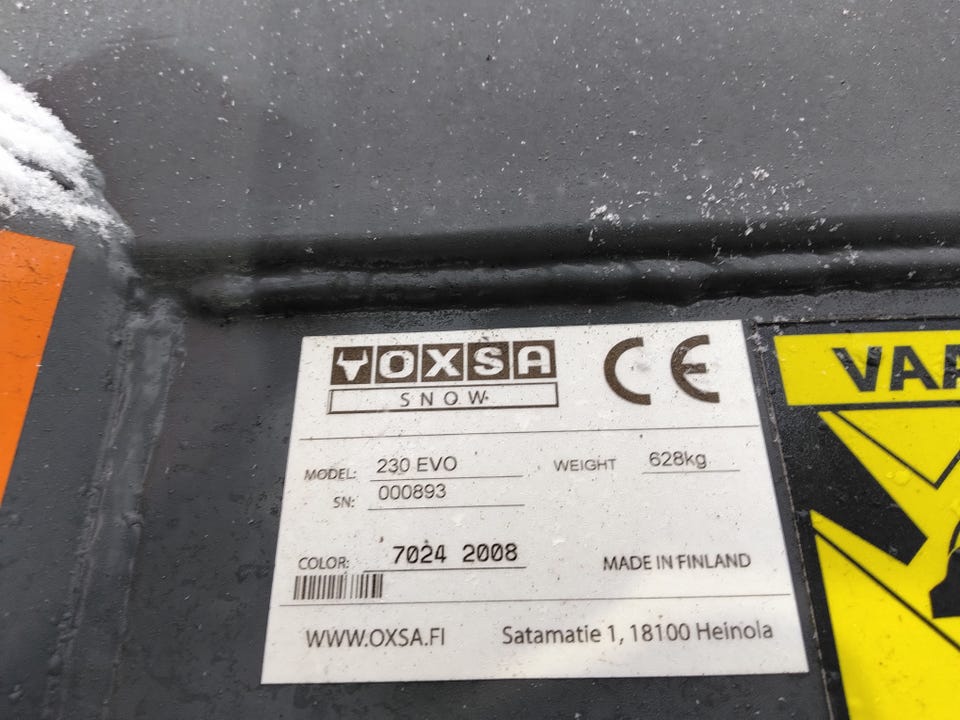 OXSA
SNOW
CE
MODEL: 230 EVO
WEIGHT 628kg
SN: 000893
COLOR: 7024 2008
MADE IN FINLAND
WWW.OXSA.FI
Satamatie 1, 18100 Heinola